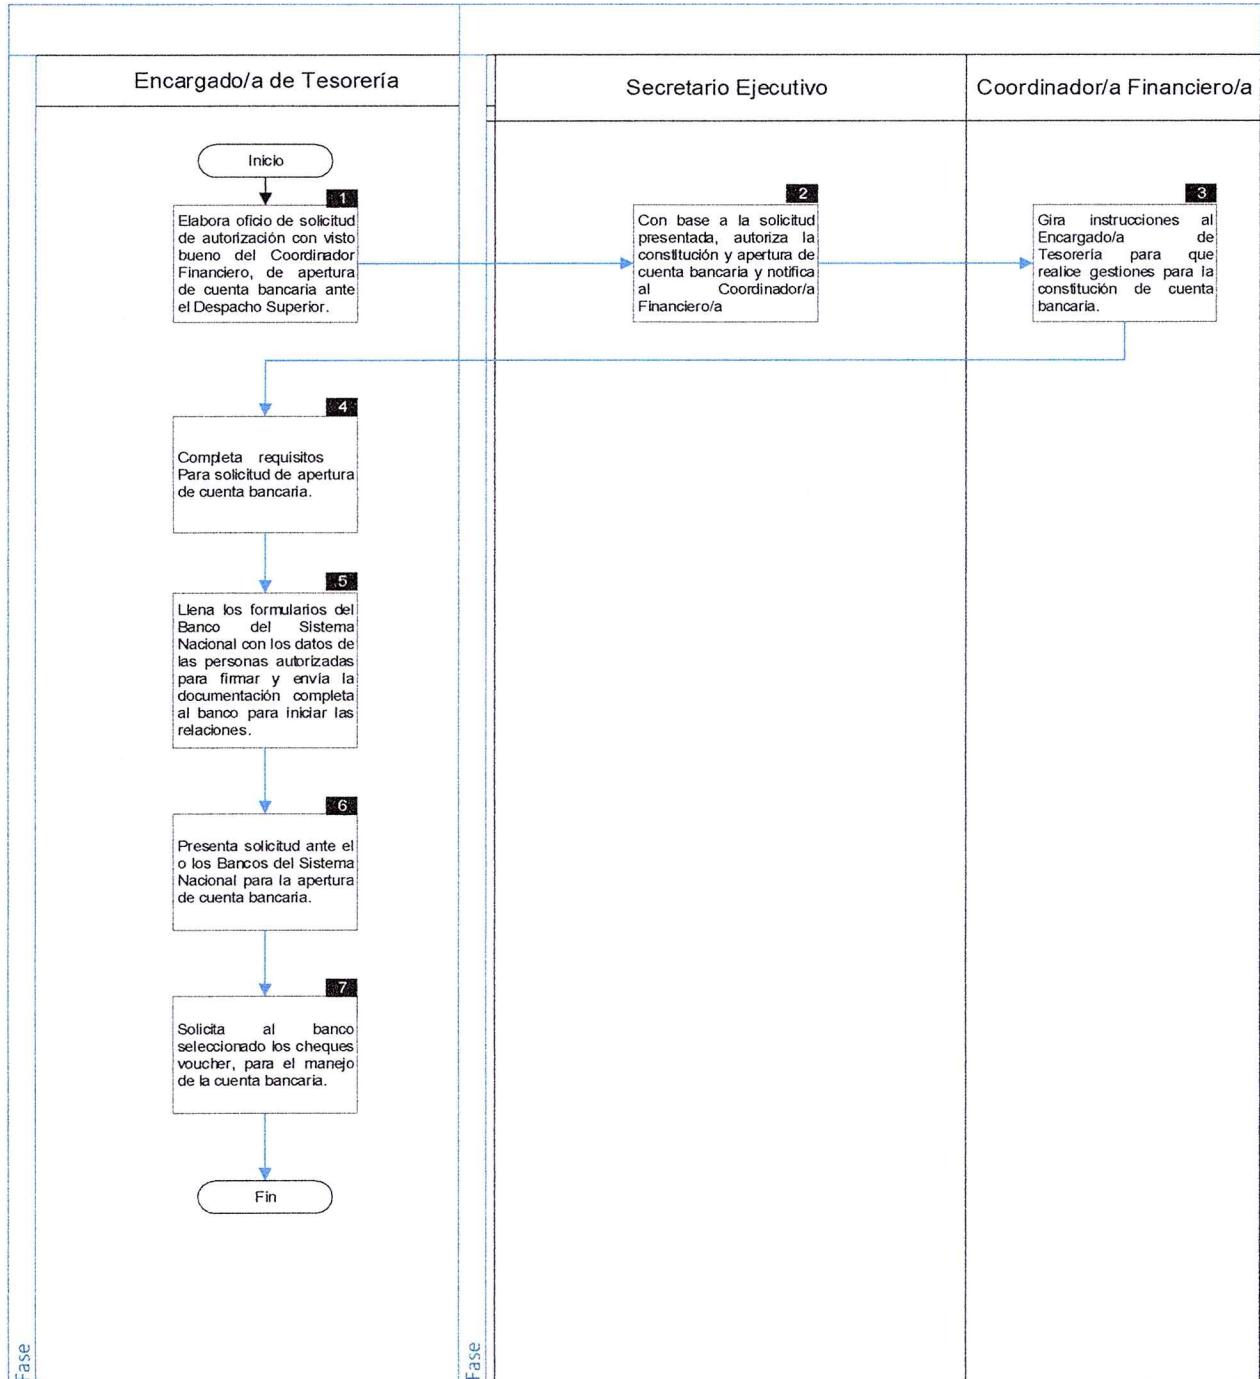 Encargado/a de Tesorería
Secretario Ejecutivo
Coordinador/a Financiero/a
Inicio
1
Elabora oficio de solicitud
de autorización con visto
bueno del Coordinador
Financiero, de apertura
de cuenta bancaria ante
el Despacho Superior.
2
Con base a la solicitud
presentada, autoriza la
constitución y apertura de
cuenta bancaria y notifica
al Coordinador/a
Financiero/a
3
Gira instrucciones al
Encargado/a de
Tesorería para que
realice gestiones para la
constitución de cuenta
bancaria.
4
Completa requisitos
Para solicitud de apertura
de cuenta bancaria.
5
Llena los formularios del
Banco del Sistema
Nacional con los datos de
las personas autorizadas
para firmar y envía la
documentación completa
al banco para iniciar las
relaciones.
6
Presenta solicitud ante el
o los Bancos del Sistema
Nacional para la apertura
de cuenta bancaria.
7
Solicita al banco
seleccionado los cheques
voucher, para el manejo
de la cuenta bancaria.
Fin
Fase
Fase